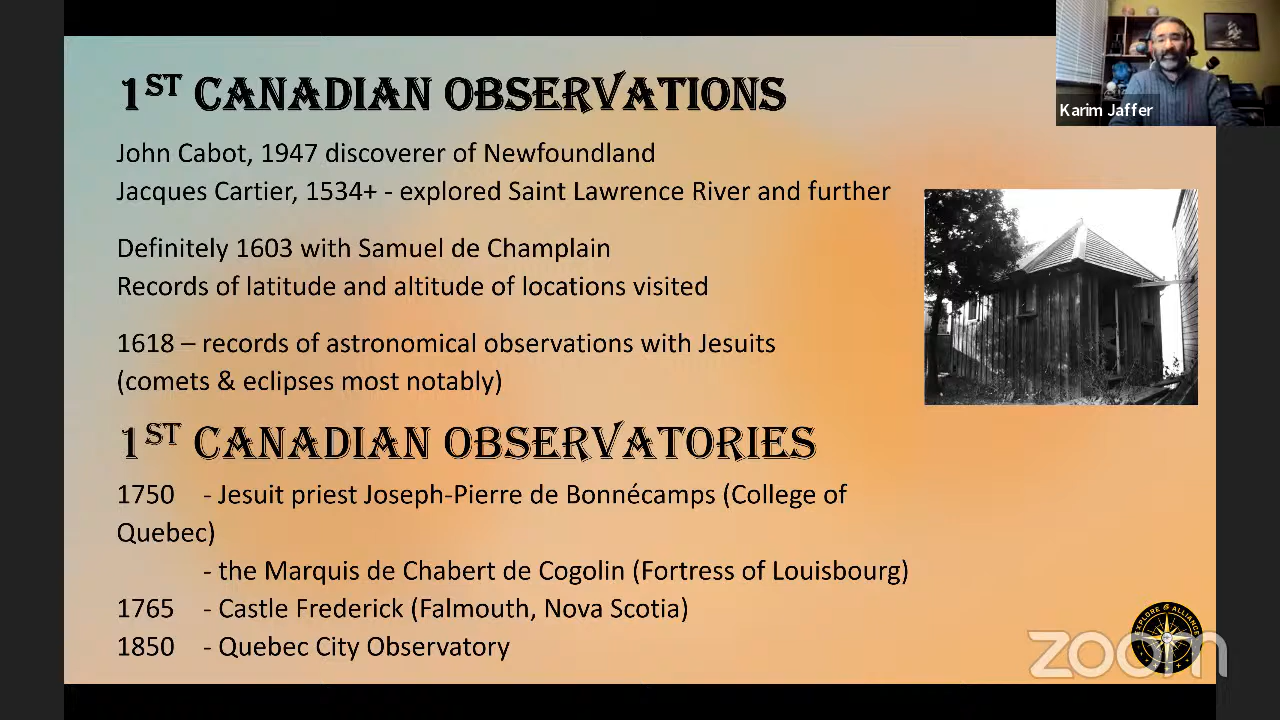 1ST CANADIAN OBSERVATIONS
John Cabot, 1947 discoverer of Newfoundland
Jacques Cartier, 1534+ - explored Saint Lawrence River and further
Definitely 1603 with Samuel de Champlain
Records of latitude and altitude of locations visited
1618 – records of astronomical observations with Jesuits
(comets & eclipses most notably)
1ST CANADIAN OBSERVATORIES
1750 - Jesuit priest Joseph-Pierre de Bonnécamps (College of
Quebec)
- the Marquis de Chabert de Cogolin (Fortress of Louisbourg)
1765 - Castle Frederick (Falmouth, Nova Scotia)
1850 - Quebec City Observatory
Karim Jaffer
EXPLORE ALLIANCE
zoom